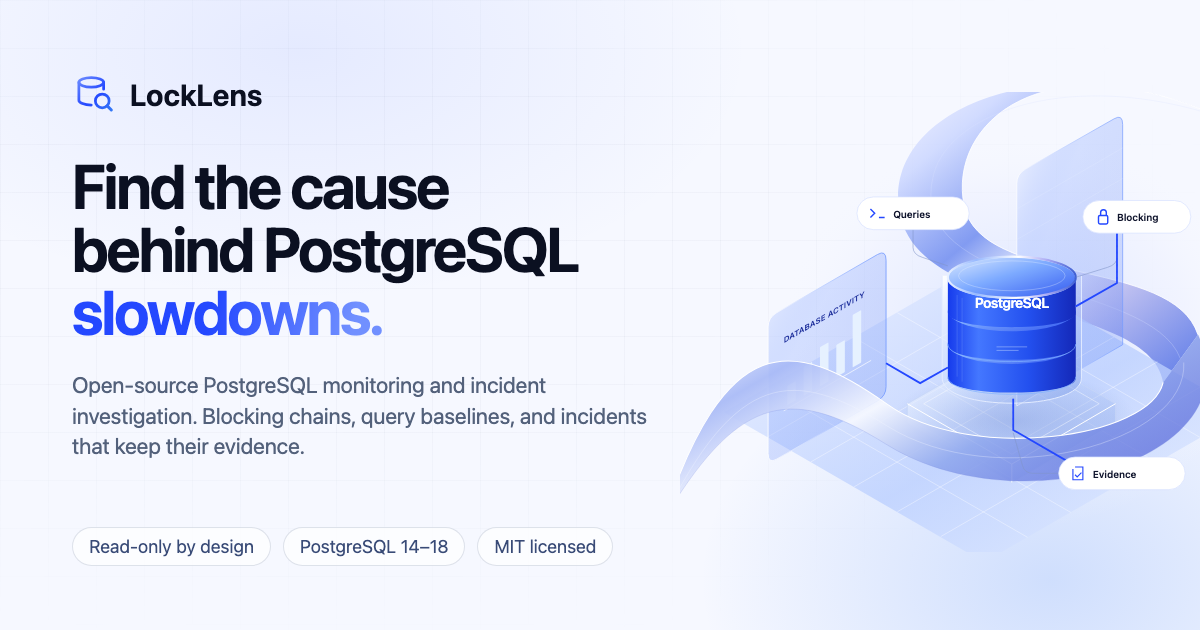 LockLens
Find the cause
behind PostgreSQL
slowdowns.
Open-source PostgreSQL monitoring and incident
investigation. Blocking chains, query baselines, and incidents
that keep their evidence.
Read-only by design
PostgreSQL 14–18
MIT licensed
Queries
Blocking
DATABASE ACTIVITY
PostgreSQL
Evidence